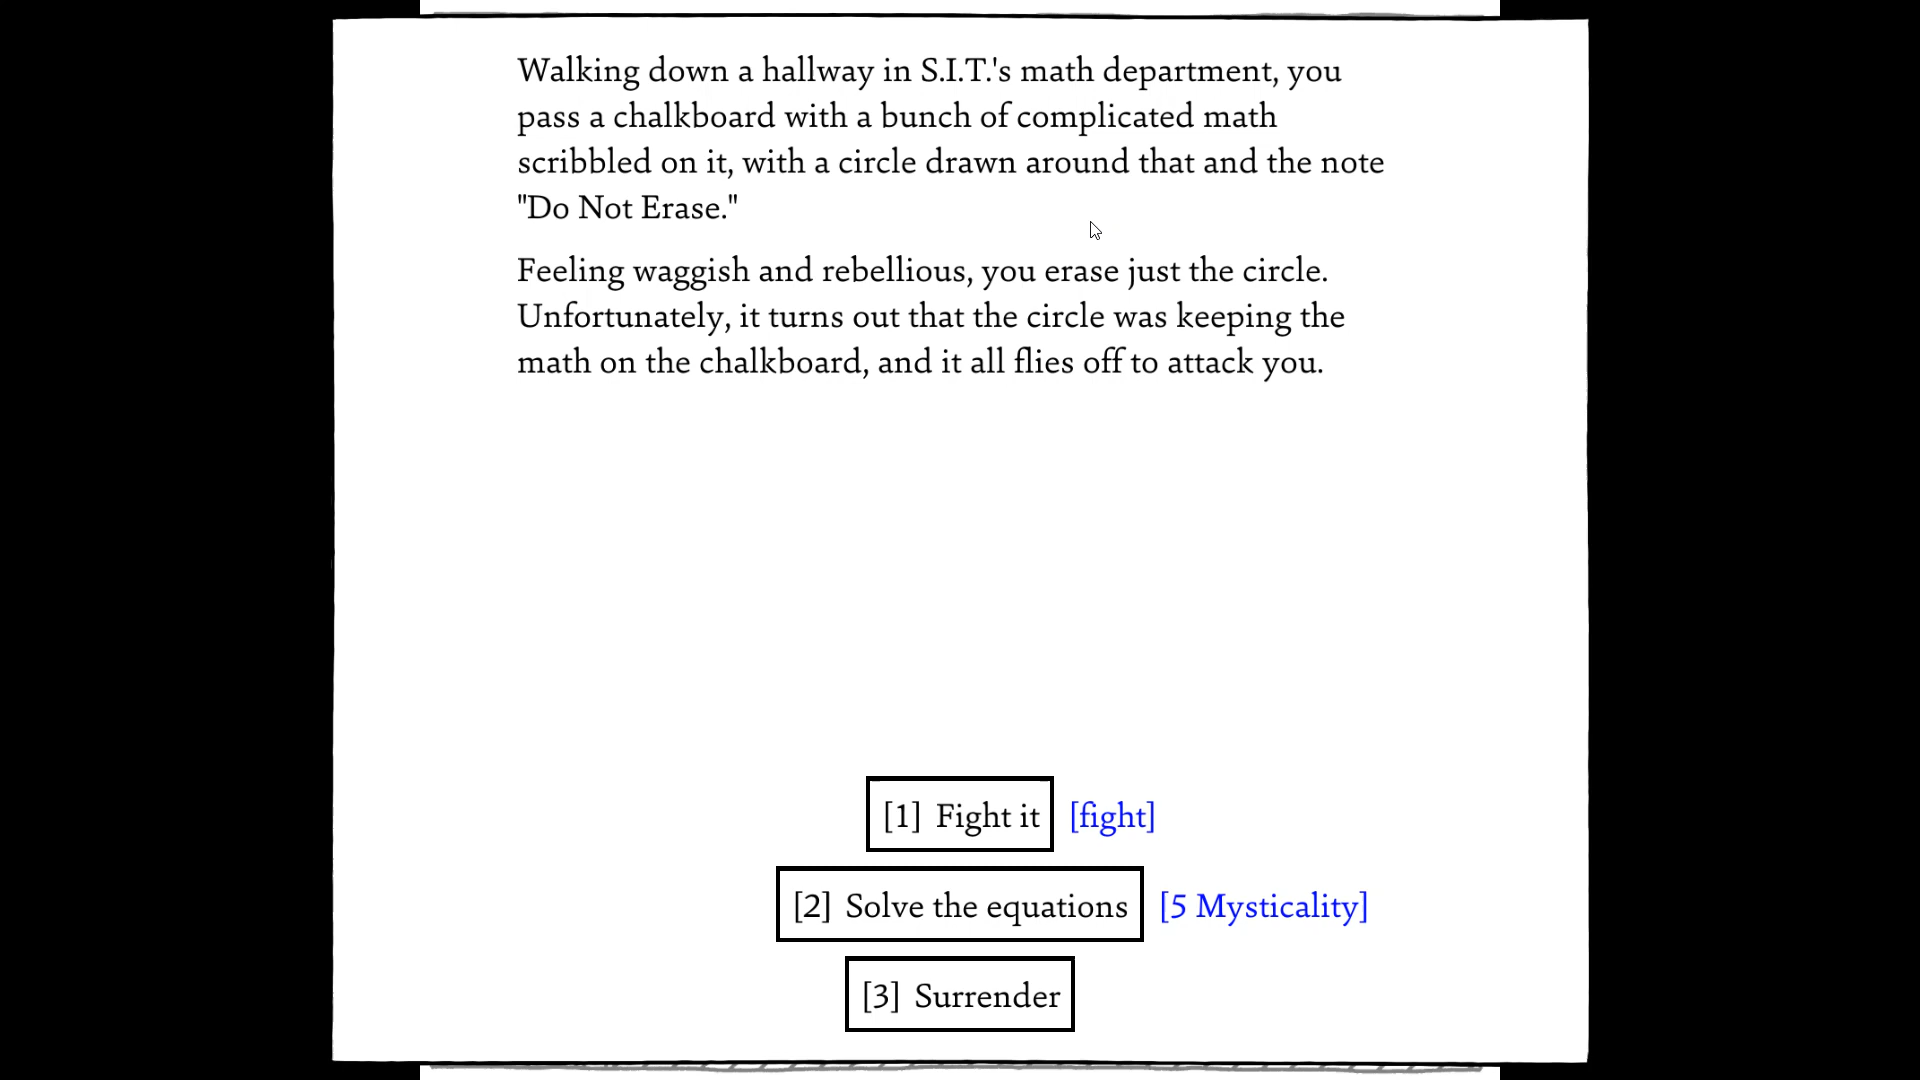 Walking down a hallway in S.I.T.'s math department, you
pass a chalkboard with a bunch of complicated math
scribbled on it, with a circle drawn around that and the note
"Do Not Erase."
Feeling waggish and rebellious, you erase just the circle.
Unfortunately, it turns out that the circle was keeping the
math on the chalkboard, and it all flies off to attack you.
[1] Fight it [fight]
[2] Solve the equations [5 Mysticality]
[3] Surrender